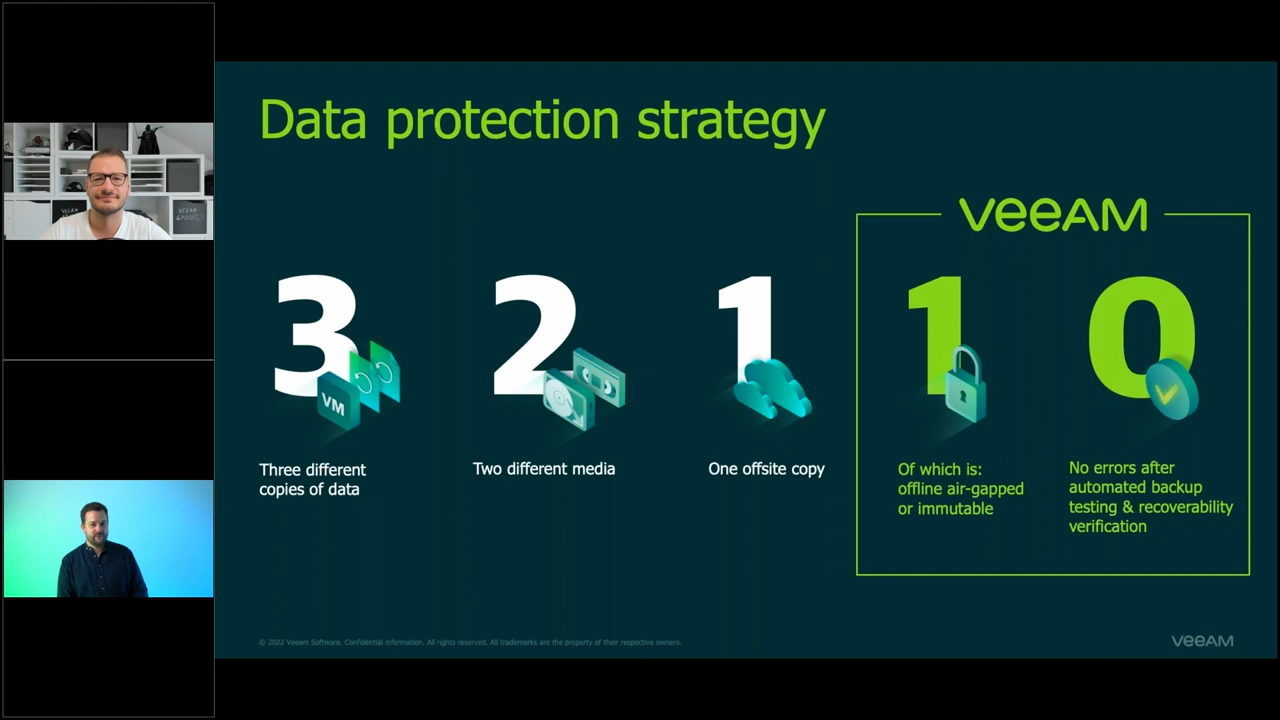 Data protection strategy
VEEAM
3
2
1
1
0
VM
Three different
copies of data
Two different media
One offsite copy
Of which is:
offline air-gapped
or immutable
No errors after
automated backup
testing & recoverability
verification
© 2022 Veeam Software. Confidential information. All rights reserved. All trademarks are the property of their respective owners.
VEEAM